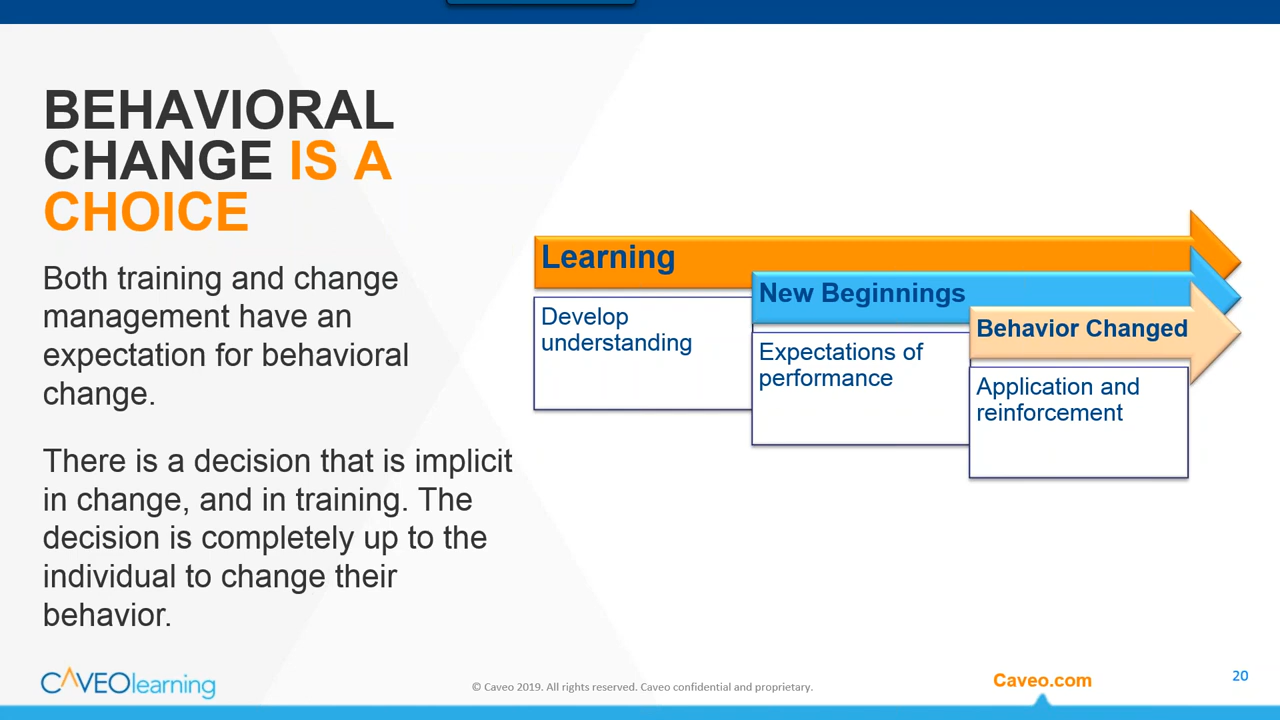 BEHAVIORAL
CHANGE IS A
CHOICE
Both training and change
management have an
expectation for behavioral
change.
There is a decision that is implicit
in change, and in training. The
decision is completely up to the
individual to change their
behavior.
Learning
Develop
understanding
New Beginnings
Expectations of
performance
Behavior Changed
Application and
reinforcement
CAVEOlearning
© Caveo 2019. All rights reserved. Caveo confidential and proprietary.
Caveo.com
20